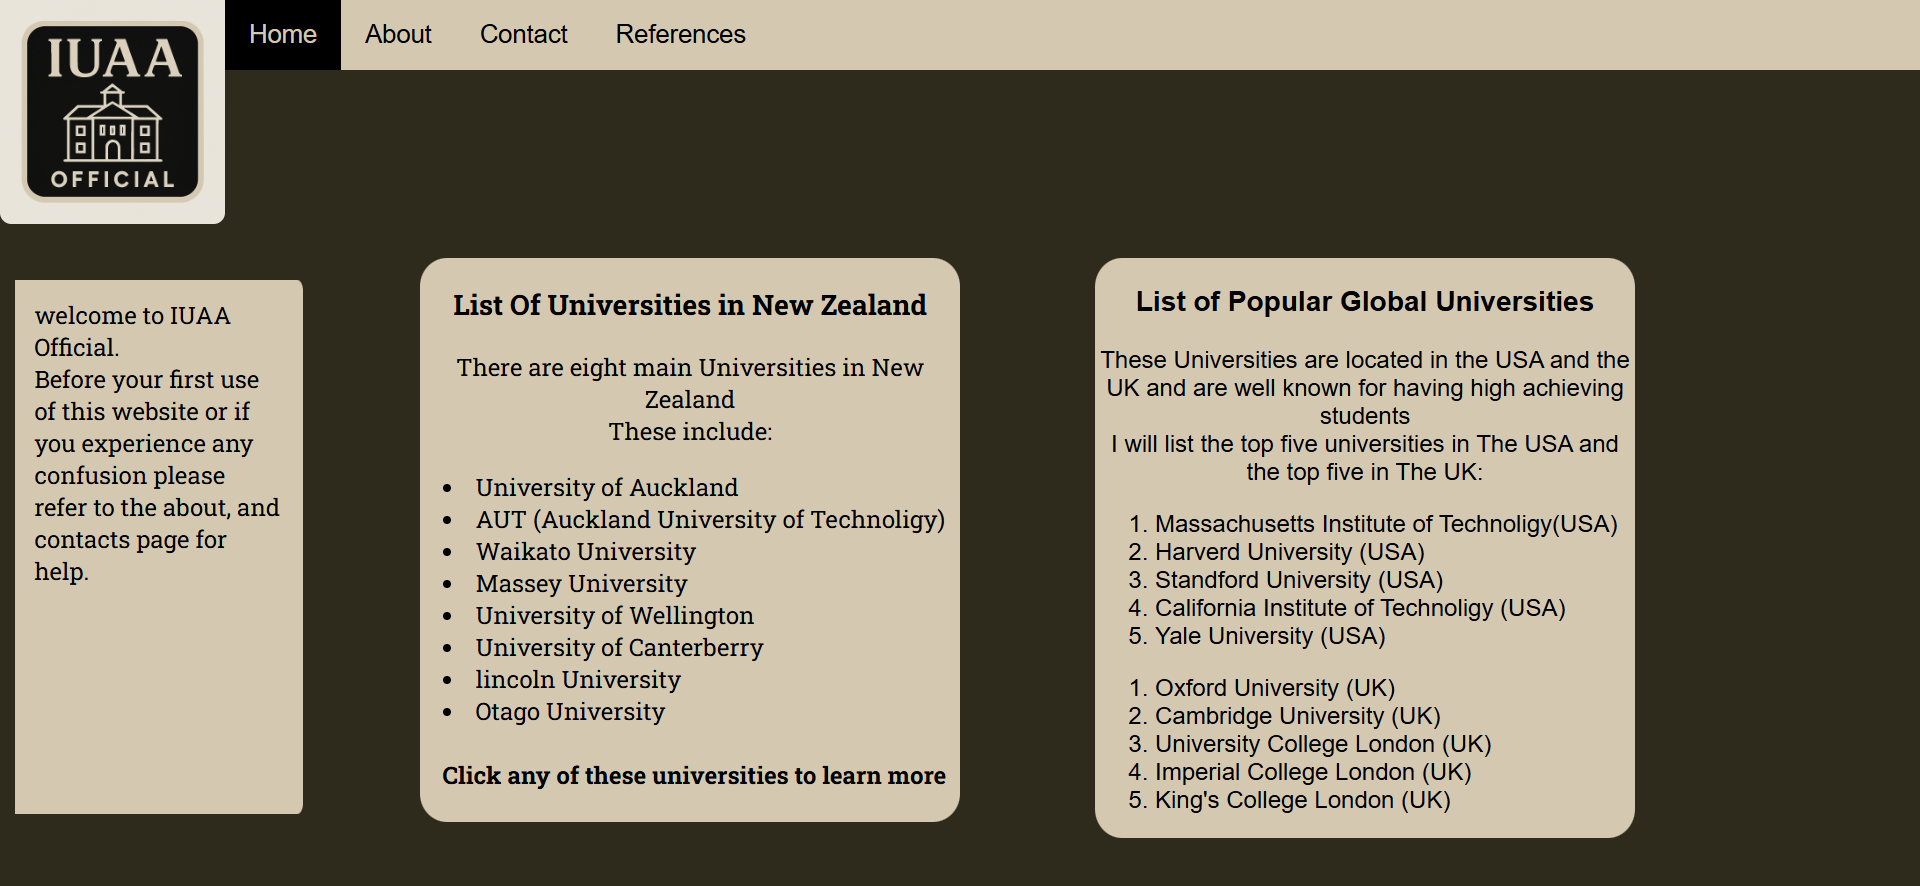 IUAA
OFFICIAL
Home
About
Contact
References
welcome to IUAA
Official.
Before your first use
of this website or if
you experience any
confusion please
refer to the about, and
contacts page for
help.
List Of Universities in New Zealand
There are eight main Universities in New
Zealand
These include:
• University of Auckland
• AUT (Auckland University of Technoligy)
• Waikato University
• Massey University
• University of Wellington
• University of Canterberry
• lincoln University
• Otago University
Click any of these universities to learn more
List of Popular Global Universities
These Universities are located in the USA and the
UK and are well known for having high achieving
students
I will list the top five universities in The USA and
the top five in The UK:
1. Massachusetts Institute of Technoligy(USA)
2. Harverd University (USA)
3. Standford University (USA)
4. California Institute of Technoligy (USA)
5. Yale University (USA)
1. Oxford University (UK)
2. Cambridge University (UK)
3. University College London (UK)
4. Imperial College London (UK)
5. King's College London (UK)